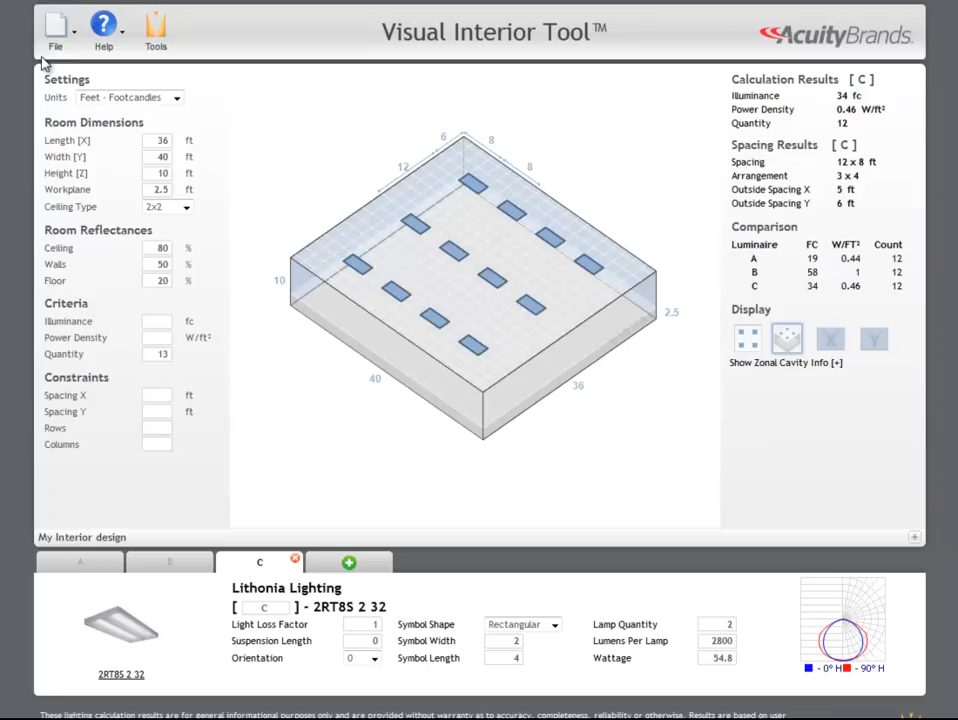 File
Help
Tools
Visual Interior Tool™
AcuityBrands.
Settings
Units Feet - Footcandles
Room Dimensions
Length [X] 36 ft
Width [Y] 40 ft
Height [Z] 10 ft
Workplane 2.5 ft
Ceiling Type 2x2
Room Reflectances
Ceiling 80 %
Walls 50 %
Floor 20 %
Criteria
Illuminance fc
Power Density W/ft²
Quantity 13
Constraints
Spacing X ft
Spacing Y ft
Rows
Columns
6
8
12
8
10
2.5
40
36
Calculation Results [ C ]
Illuminance 34 fc
Power Density 0.46 W/ft²
Quantity 12
Spacing Results [ C ]
Spacing 12 x 8 ft
Arrangement 3 x 4
Outside Spacing X 5 ft
Outside Spacing Y 6 ft
Comparison
Luminaire FC W/FT² Count
A 19 0.44 12
B 58 1 12
C 34 0.46 12
Display
X Y
Show Zonal Cavity Info [+]
My Interior design
A B C
Lithonia Lighting
[ C ] - 2RT8S 2 32
Light Loss Factor 1
Suspension Length 0
Orientation 0
Symbol Shape Rectangular
Symbol Width 2
Symbol Length 4
Lamp Quantity 2
Lumens Per Lamp 2800
Wattage 54.8
2RT8S 2 32
- 0° H - 90° H
These lighting calculation results are for general informational purposes only and are provided without warranty as to accuracy, completeness, reliability or otherwise. Results are based on user